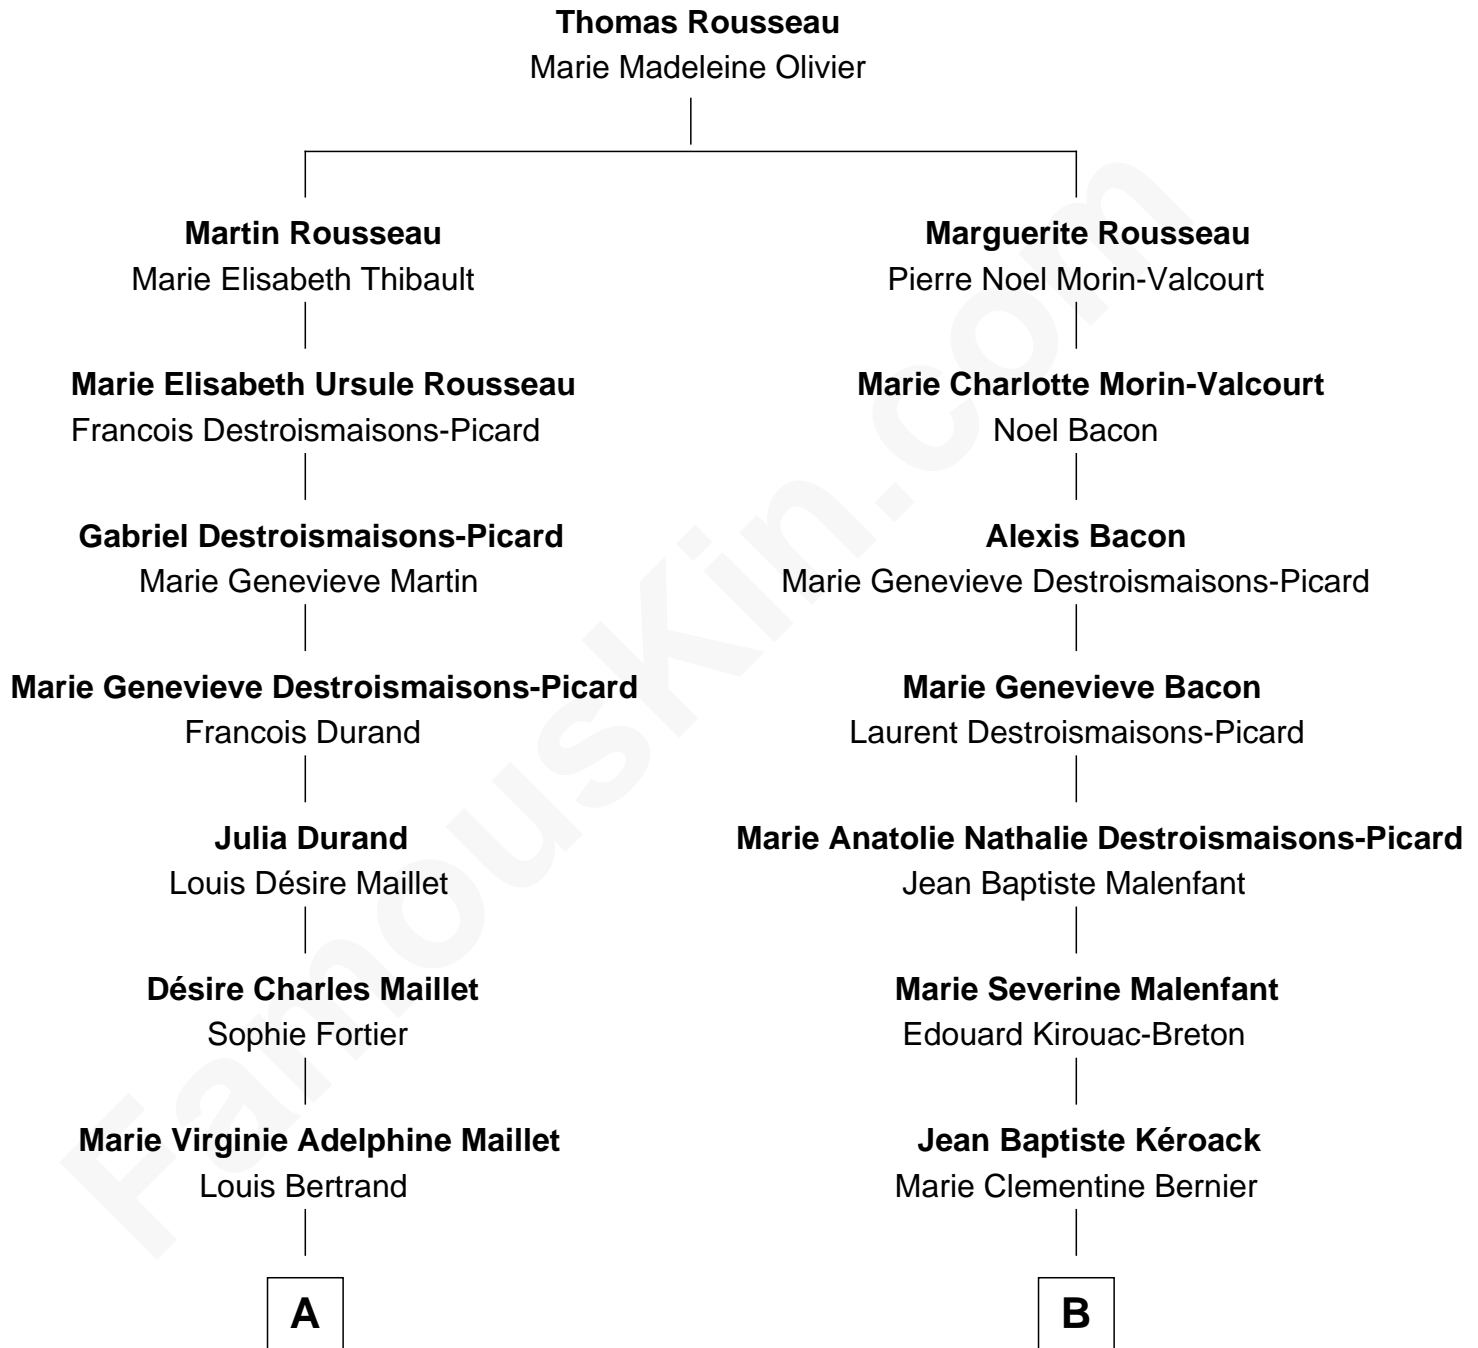 Thomas Rousseau
Marie Madeleine Olivier
Martin Rousseau
Marie Elisabeth Thibault
Marguerite Rousseau
Pierre Noel Morin-Valcourt
Marie Elisabeth Ursule Rousseau
Francois Destroismaisons-Picard
Marie Charlotte Morin-Valcourt
Noel Bacon
Gabriel Destroismaisons-Picard
Marie Genevieve Martin
Alexis Bacon
Marie Genevieve Destroismaisons-Picard
Marie Genevieve Destroismaisons-Picard
Francois Durand
Marie Genevieve Bacon
Laurent Destroismaisons-Picard
Julia Durand
Louis Désire Maillet
Marie Anatolie Nathalie Destroismaisons-Picard
Jean Baptiste Malenfant
Désire Charles Maillet
Sophie Fortier
Marie Severine Malenfant
Edouard Kirouac-Breton
Marie Virginie Adelphine Maillet
Louis Bertrand
Jean Baptiste Kéroack
Marie Clementine Bernier
A
B
FamousKin.com